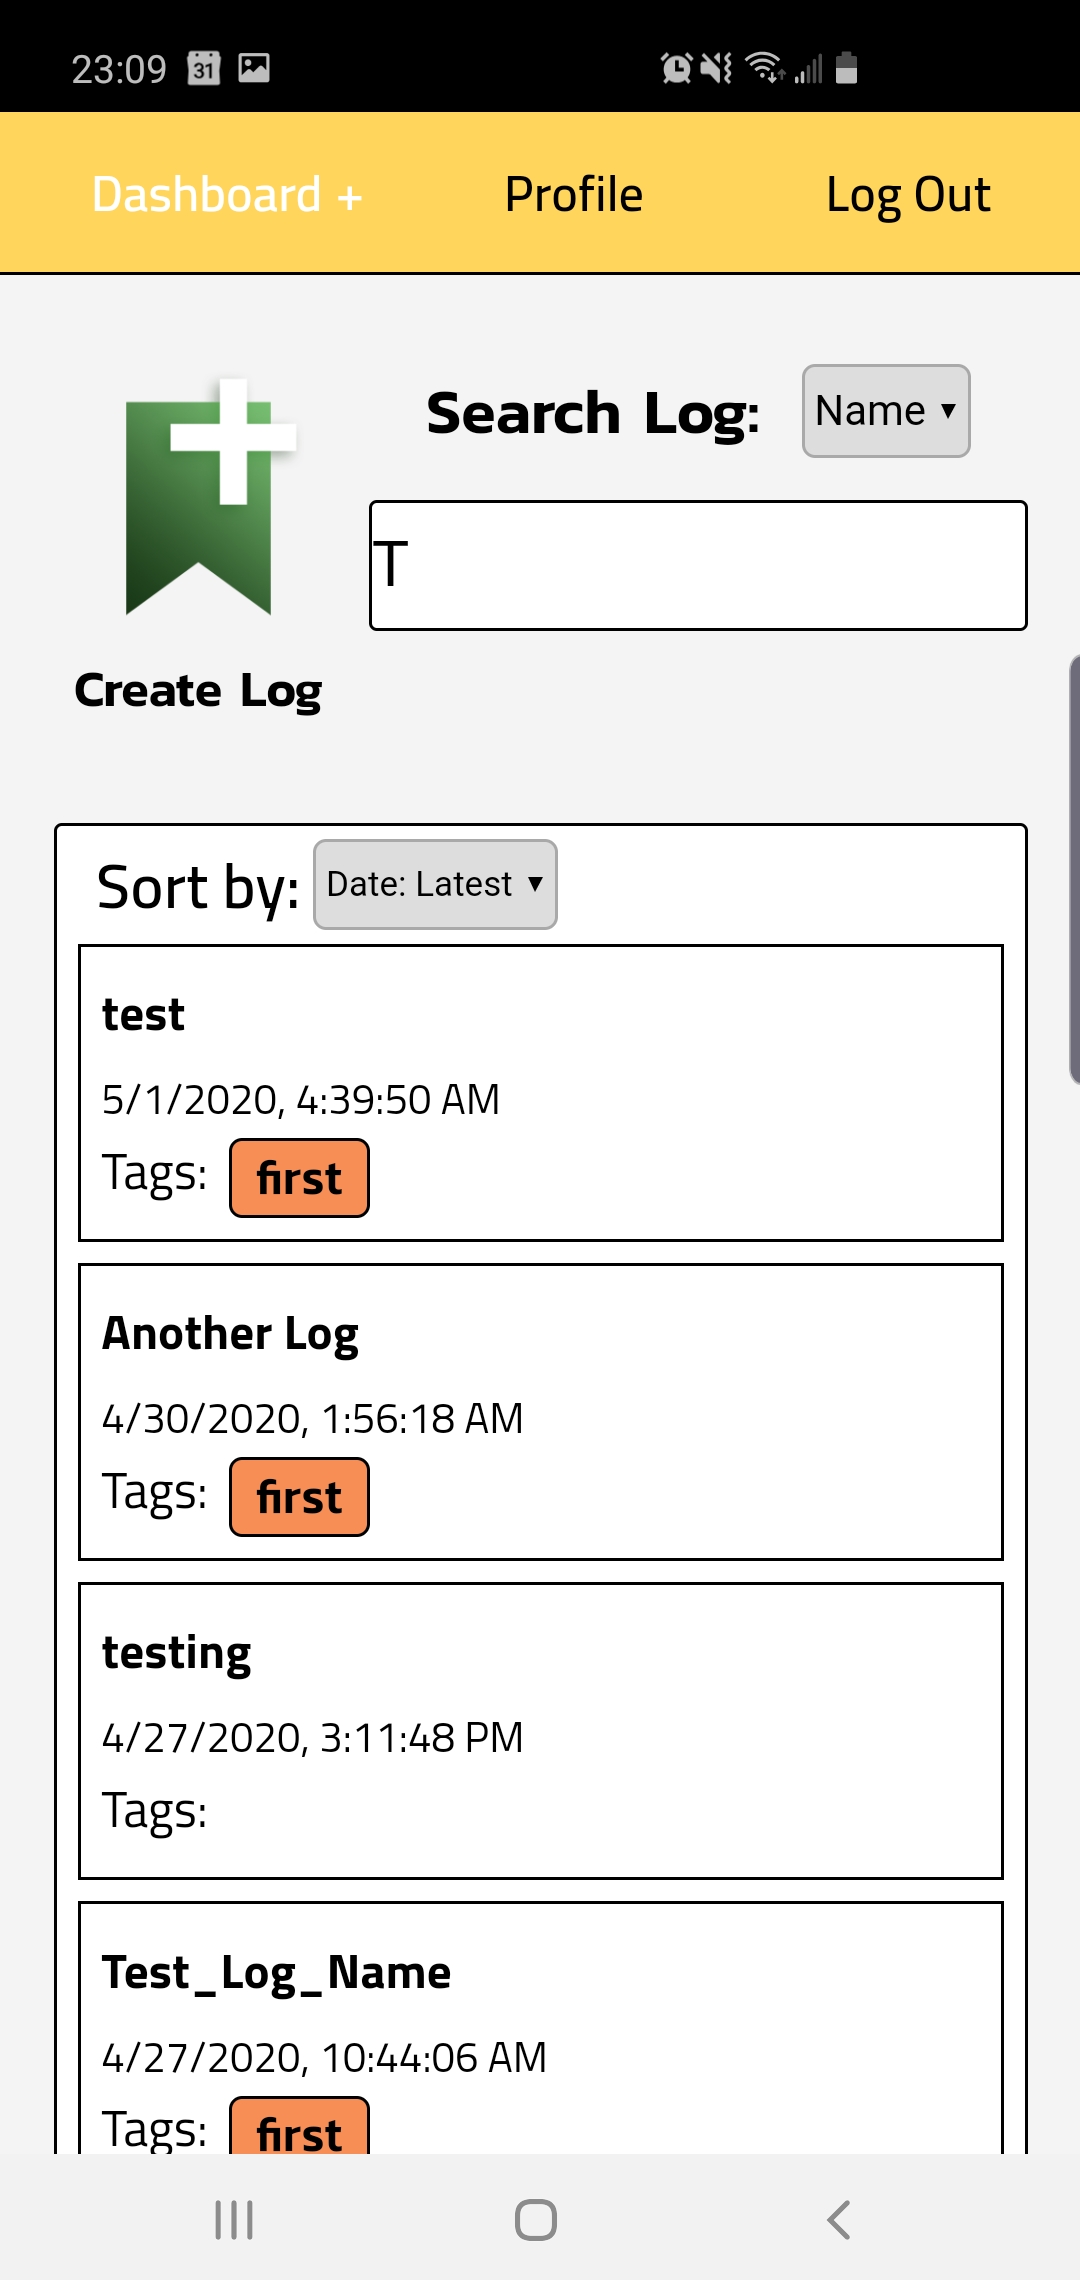 23:09 31
Dashboard + Profile Log Out
Search Log: Name ▼
T
Create Log
Sort by: Date: Latest ▼
test
5/1/2020, 4:39:50 AM
Tags: first
Another Log
4/30/2020, 1:56:18 AM
Tags: first
testing
4/27/2020, 3:11:48 PM
Tags:
Test_Log_Name
4/27/2020, 10:44:06 AM
Tags: first